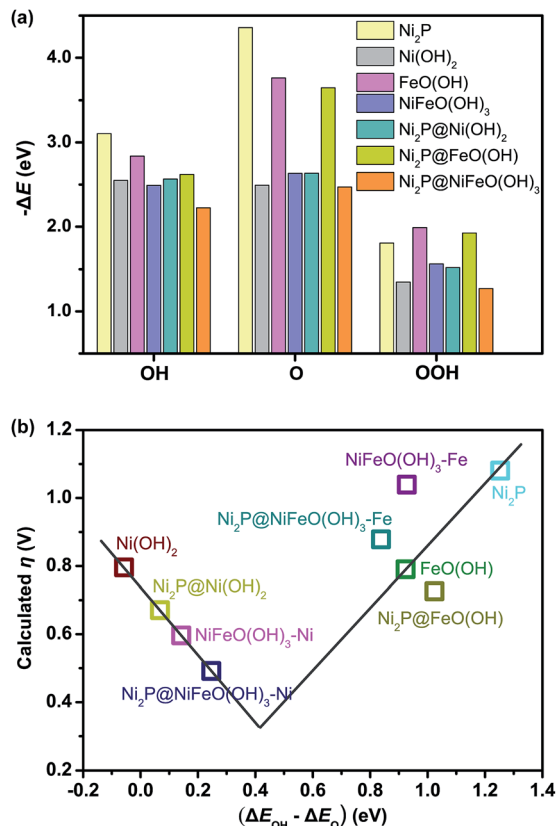 (a)
-ΔE (eV)
4.0
3.0
2.0
1.0
Ni₂P
Ni(OH)₂
FeO(OH)
NiFeO(OH)₃
Ni₂P@Ni(OH)₂
Ni₂P@FeO(OH)
Ni₂P@NiFeO(OH)₃
OH O OOH
(b)
Calculated η (V)
1.2
1.0
0.8
0.6
0.4
0.2
NiFeO(OH)₃-Fe
Ni₂P
Ni₂P@NiFeO(OH)₃-Fe
Ni(OH)₂
FeO(OH)
Ni₂P@Ni(OH)₂
Ni₂P@FeO(OH)
NiFeO(OH)₃-Ni
Ni₂P@NiFeO(OH)₃-Ni
0.0 0.2 0.4 0.6 0.8 1.0 1.2 1.4
(ΔE_OH - ΔE_O) (eV)